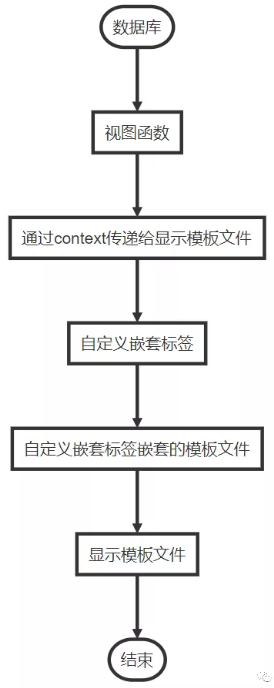 数据库
视图函数
通过context传递给显示模板文件
自定义嵌套标签
自定义嵌套标签嵌套的模板文件
显示模板文件
结束